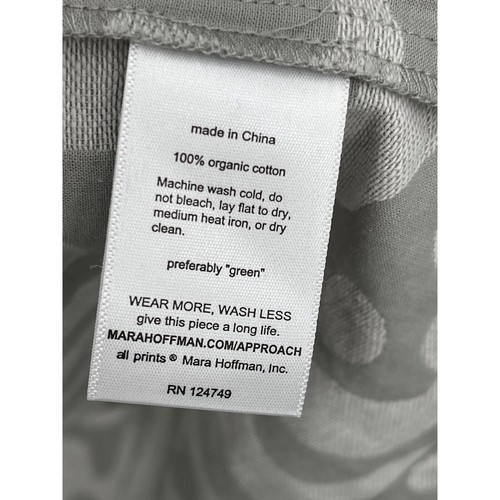 made in China
100% organic cotton
Machine wash cold, do
not bleach, lay flat to dry,
medium heat iron, or dry
clean.
preferably "green"
WEAR MORE, WASH LESS
give this piece a long life.
MARAHOFFMAN.COM/APPROACH
all prints ® Mara Hoffman, Inc.
RN 124749